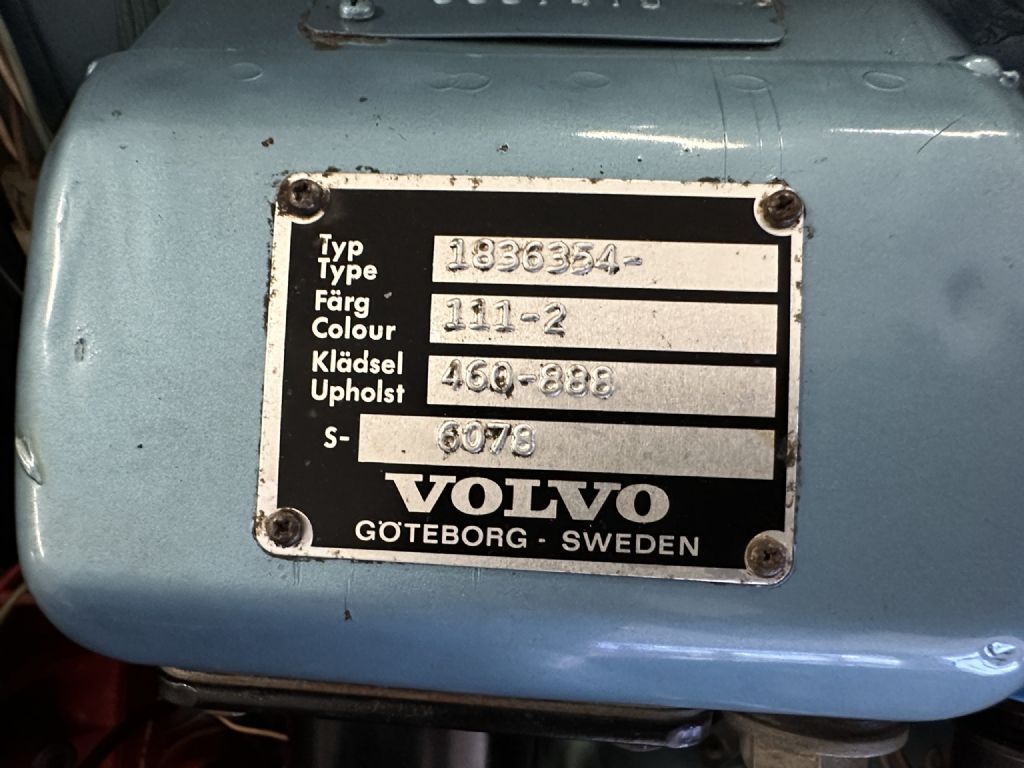 Typ
Type 1836354-
Färg
Colour 111-2
Klädsel
Upholst 460-888
S- 6078
VOLVO
GÖTEBORG - SWEDEN